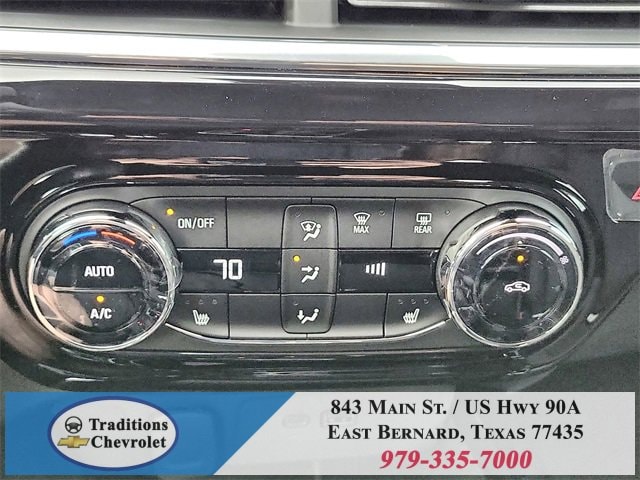 ON/OFF
MAX
REAR
AUTO
70
A/C
Traditions
Chevrolet
843 Main St. / US Hwy 90A
East Bernard, Texas 77435
979-335-7000